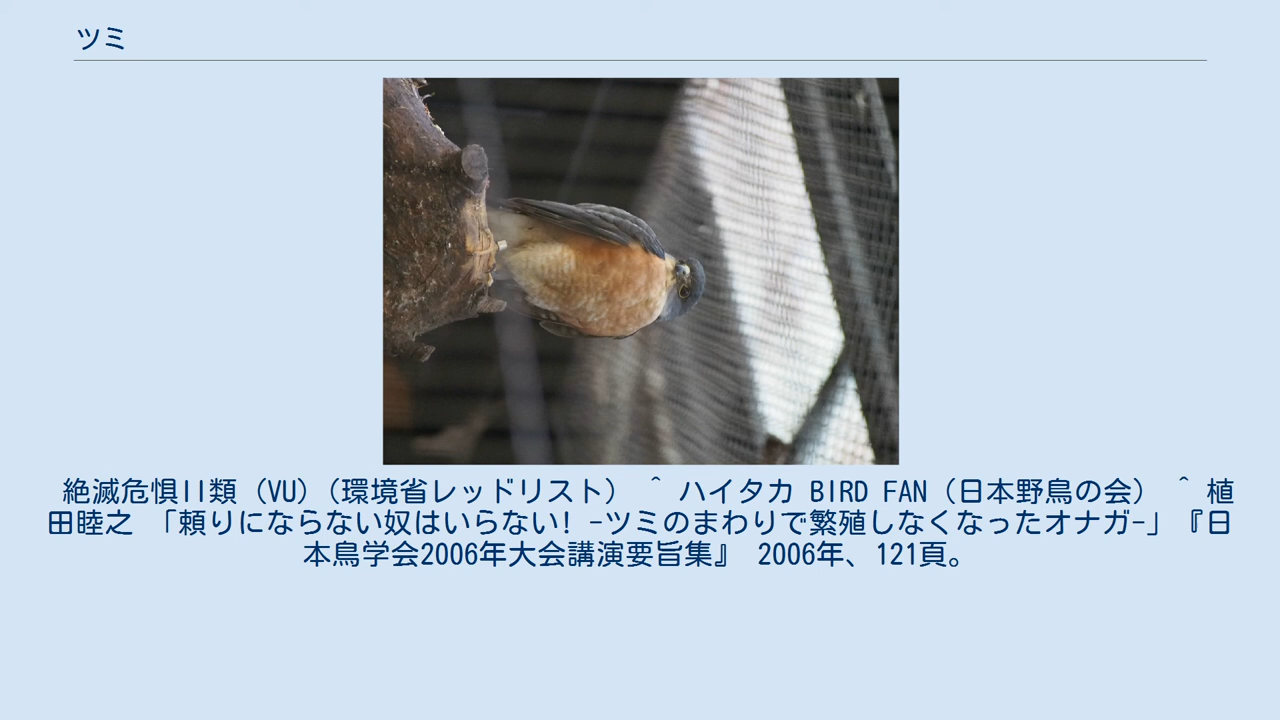 ツミ
絶滅危惧II類（VU）（環境省レッドリスト） ^ ハイタカ BIRD FAN（日本野鳥の会） ^ 植
田睦之 「頼りにならない奴はいらない! -ツミのまわりで繁殖しなくなったオナガ-」『日
本鳥学会2006年大会講演要旨集』 2006年、121頁。